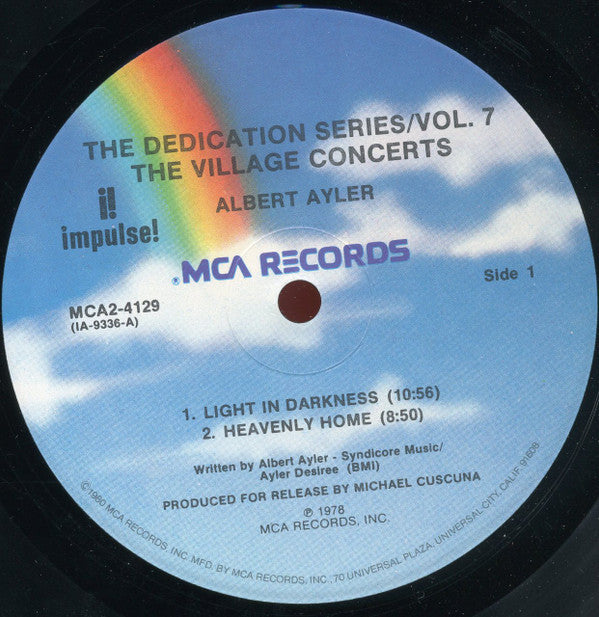 THE DEDICATION SERIES/VOL. 7
THE VILLAGE CONCERTS
ALBERT AYLER
i!
impulse!
® MCA RECORDS
Side 1
MCA2-4129
(IA-9336-A)
1. LIGHT IN DARKNESS (10:56)
2. HEAVENLY HOME (8:50)
Written by Albert Ayler - Syndicore Music/
Ayler Desiree (BMI)
PRODUCED FOR RELEASE BY MICHAEL CUSCUNA
℗ 1978
MCA RECORDS, INC.
©1980 MCA RECORDS, INC. MFD. BY MCA RECORDS, INC., 70 UNIVERSAL PLAZA, UNIVERSAL CITY, CALIF. 91608